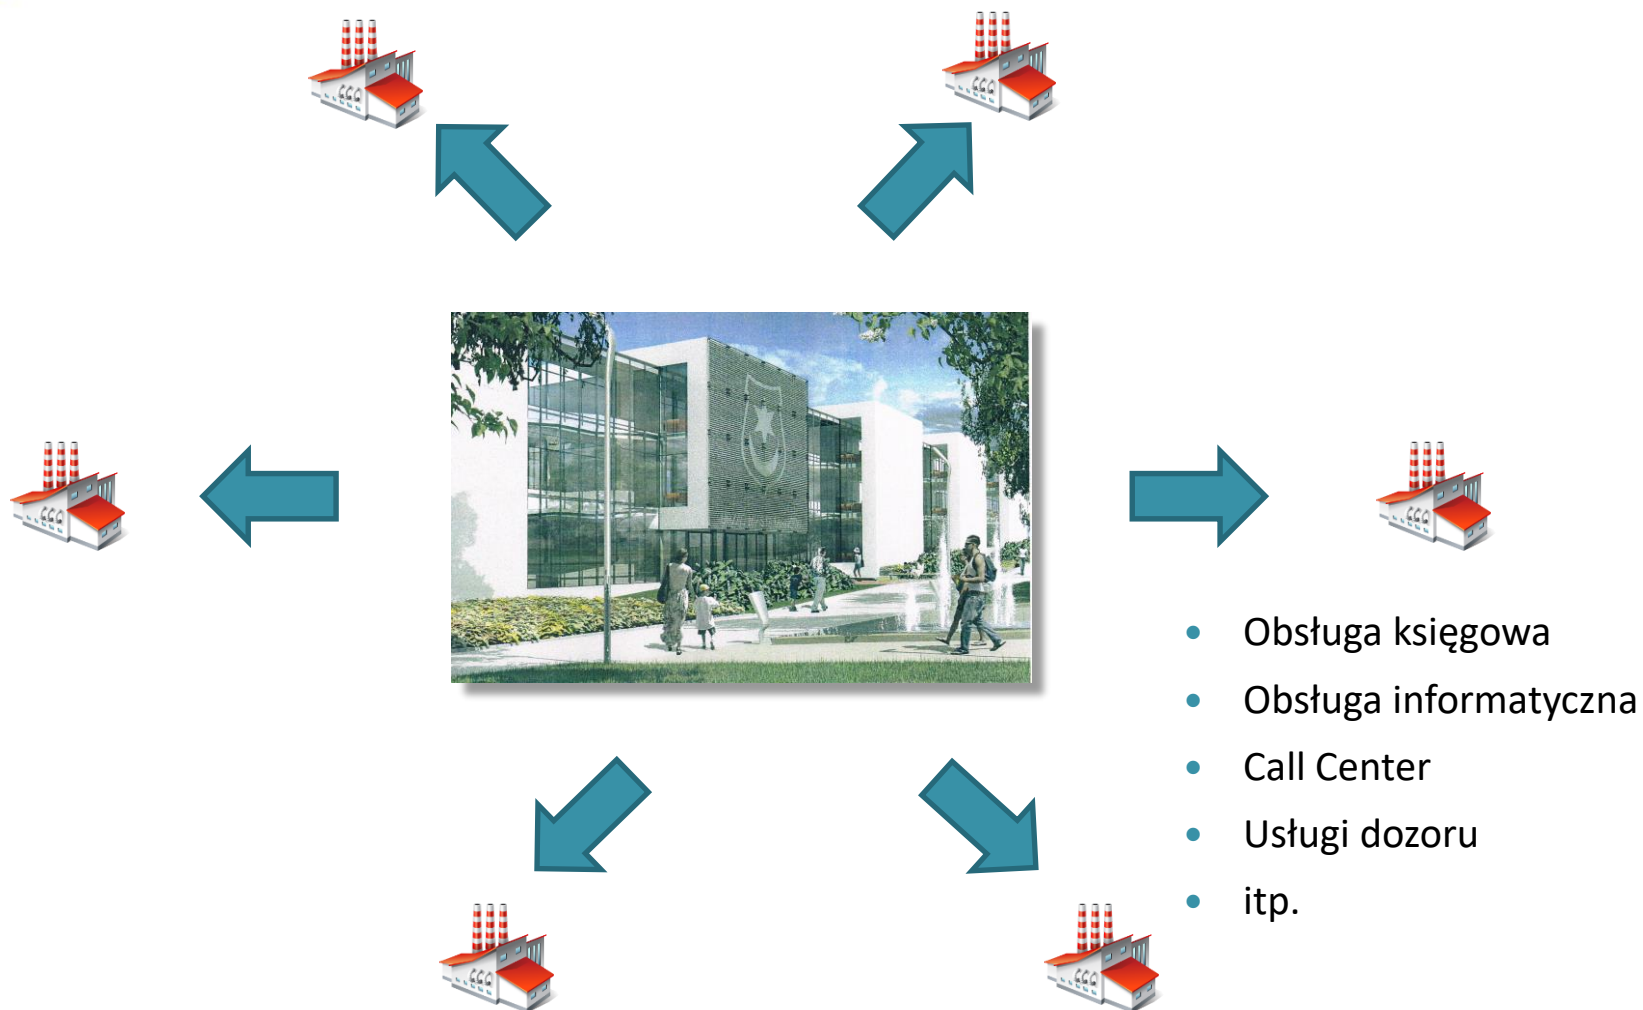 Obsługa księgowa
Obsługa informatyczna
Call Center
Usługi dozoru
itp.